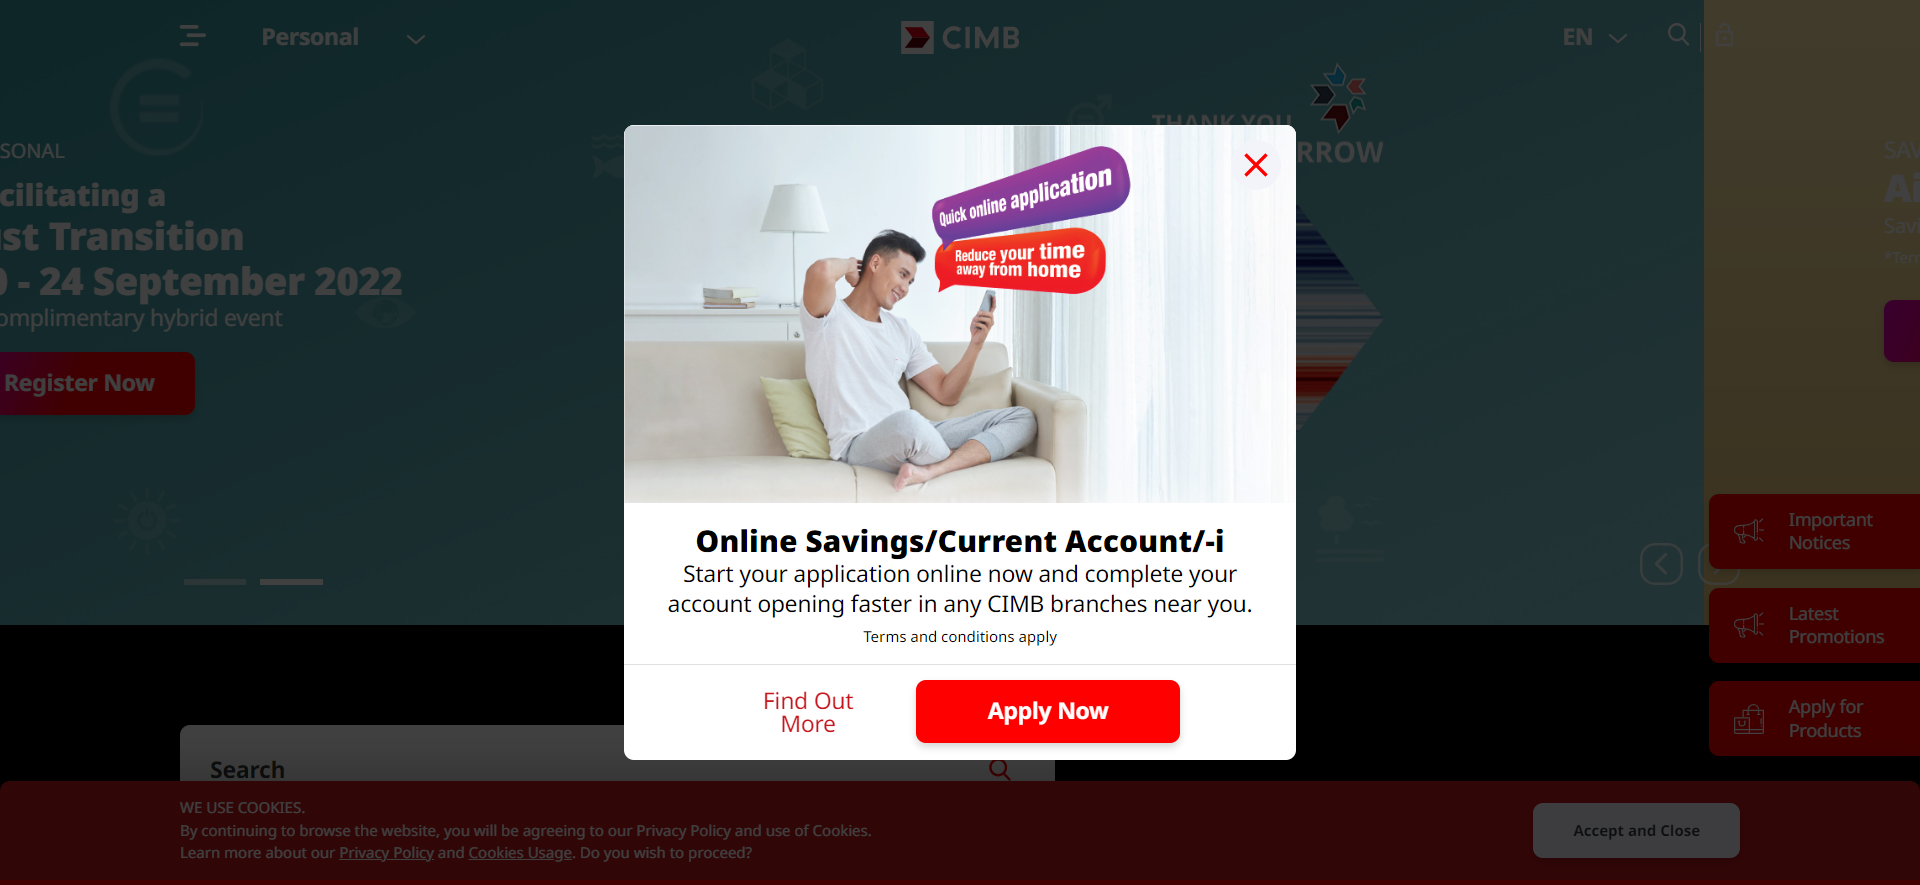 Personal
CIMB
EN
THANK YOU
RROW
SONAL
cilitating a
st Transition
0 - 24 September 2022
omplimentary hybrid event
Register Now
Quick online application
Reduce your time
away from home
SAV
Ai
Savi
*Term
Online Savings/Current Account/-i
Start your application online now and complete your
account opening faster in any CIMB branches near you.
Terms and conditions apply
Find Out
More
Apply Now
Important
Notices
Latest
Promotions
Apply for
Products
Search
WE USE COOKIES.
By continuing to browse the website, you will be agreeing to our Privacy Policy and use of Cookies.
Learn more about our Privacy Policy and Cookies Usage. Do you wish to proceed?
Accept and Close